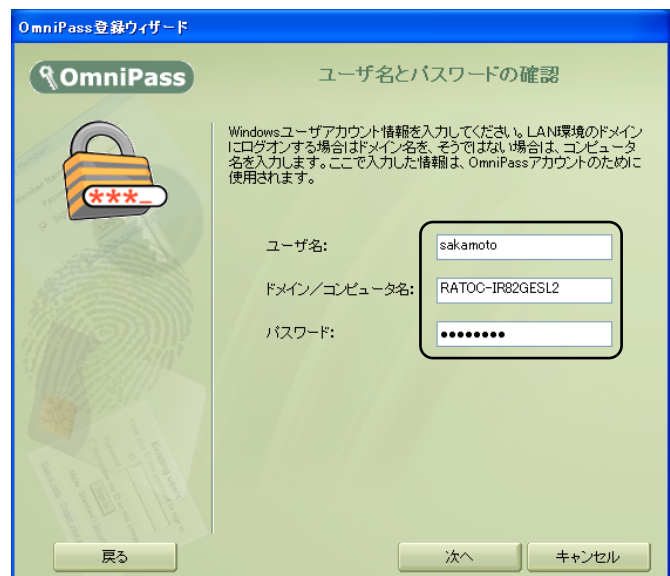 OmniPass登録ウィザード
OmniPass
ユーザ名とパスワードの確認
Windowsユーザアカウント情報を入力してください。LAN環境のドメイン
にログオンする場合はドメイン名を、そうではない場合は、コンピュータ
名を入力します。ここで入力した情報は、OmniPassアカウントのために
使用されます。
***_
ユーザ名:
sakamoto
ドメイン／コンピュータ名:
RATOC-IR82GESL2
パスワード:
●●●●●●●●
戻る
次へ
キャンセル